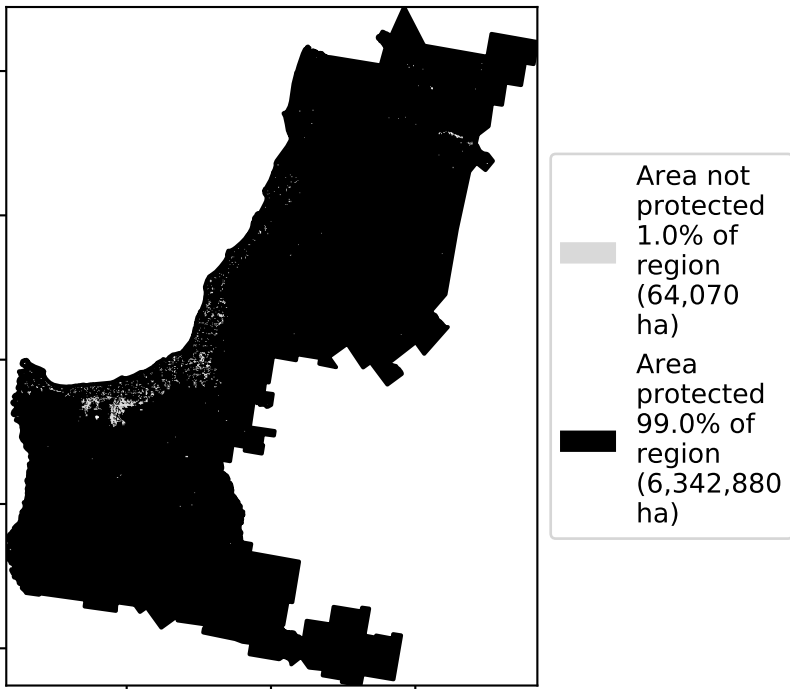 Area not
protected
1.0% of
region
(64,070
ha)
Area
protected
99.0% of
region
(6,342,880
ha)